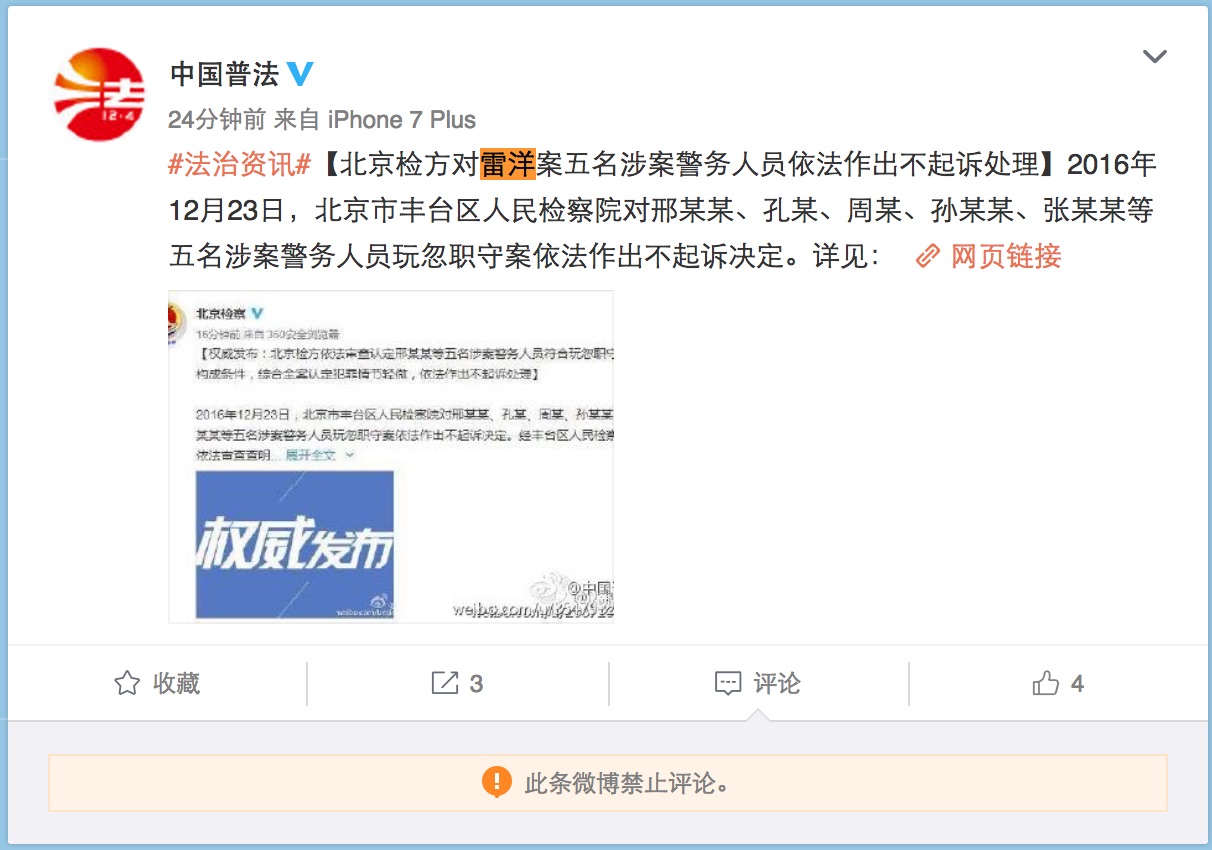 中国普法
24分钟前 来自 iPhone 7 Plus
#法治资讯#【北京检方对雷洋案五名涉案警务人员依法作出不起诉处理】2016年
12月23日，北京市丰台区人民检察院对邢某某、孔某、周某、孙某某、张某某等
五名涉案警务人员玩忽职守案依法作出不起诉决定。详见： 网页链接
法
12·4
北京检察
16分钟前 来自 360安全浏览器
【权威发布：北京检方依法审查认定邢某某等五名涉案警务人员符合玩忽职守
构成条件，综合全案认定犯罪情节轻微，依法作出不起诉处理】
2016年12月23日，北京市丰台区人民检察院对邢某某、孔某、周某、孙某某
某某等五名涉案警务人员玩忽职守案依法作出不起诉决定。经丰台区人民检察
依法审查查明... 展开全文
权威发布
@中国
收藏
3
评论
4
此条微博禁止评论。